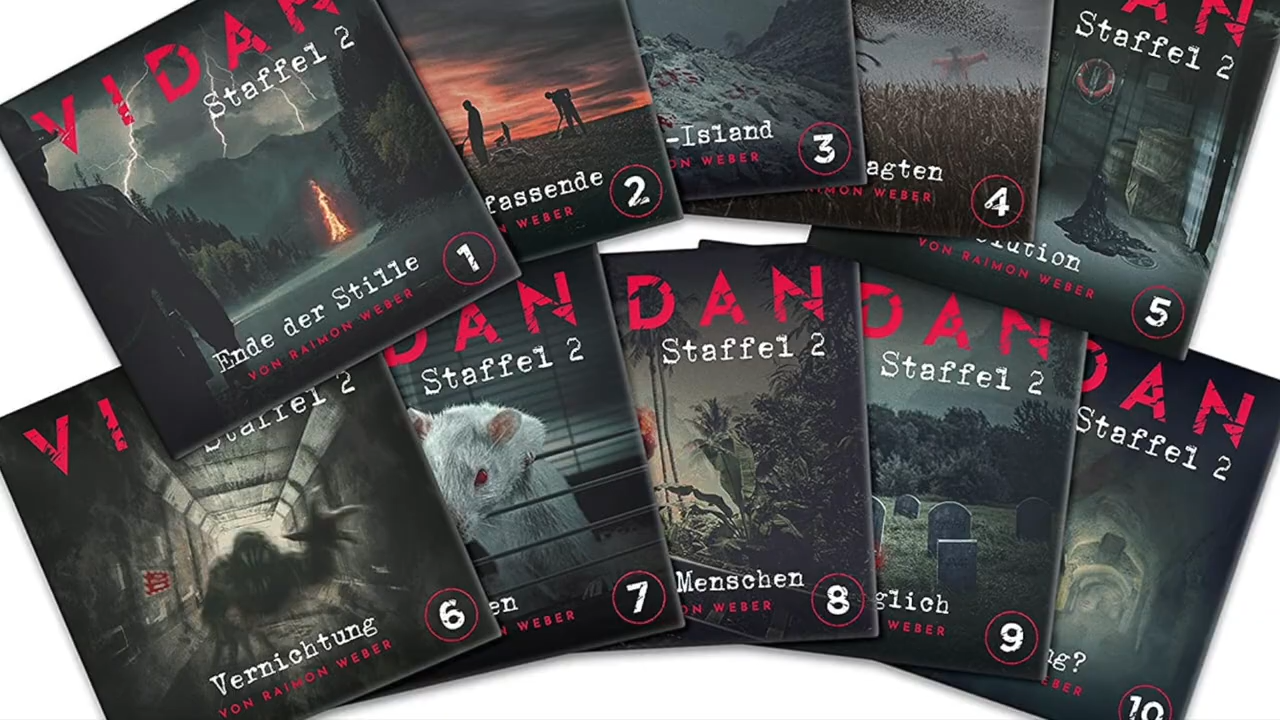 VIDAN
Staffel 2
Ende der Stille
VON RAIMON WEBER
1
fassende
WEBER
2
-Island
ON WEBER
3
agten
RAIMON WEBER
4
AN
Staffel 2
olution
VON RAIMON WEBER
5
VI
Staffel 2
Vernichtung
VON RAIMON WEBER
6
DAN
Staffel 2
en
N WEBER
7
DAN
Staffel 2
Menschen
ON WEBER
8
DAN
Staffel 2
glich
WEBER
9
DAN
Staffel 2
ng?
EBER
10